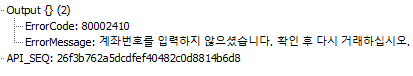 Output {} (2)
ErrorCode: 80002410
ErrorMessage: 계좌번호를 입력하지 않으셨습니다. 확인 후 다시 거래하십시오.
API_SEQ: 26f3b762a5dcdfef40482c0d8814b6d8